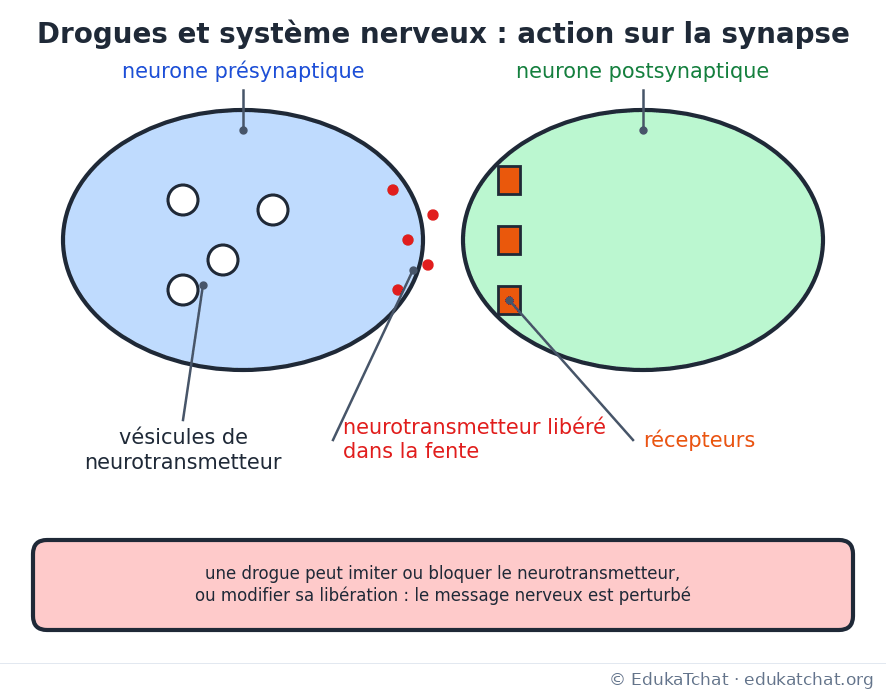 Drogues et système nerveux : action sur la synapse
neurone présynaptique
neurone postsynaptique
vésicules de
neurotransmetteur
neurotransmetteur libéré
dans la fente
récepteurs
une drogue peut imiter ou bloquer le neurotransmetteur,
ou modifier sa libération : le message nerveux est perturbé
© EdukaTchat · edukatchat.org